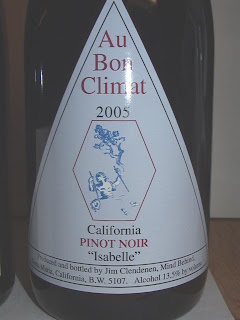 Au
Bon
Climat
2005
California
PINOT NOIR
"Isabelle"
Produced and bottled by Jim Clendenen, Mind Behind,
Maria, California, B.W. 5107. Alcohol 13.5% by volume